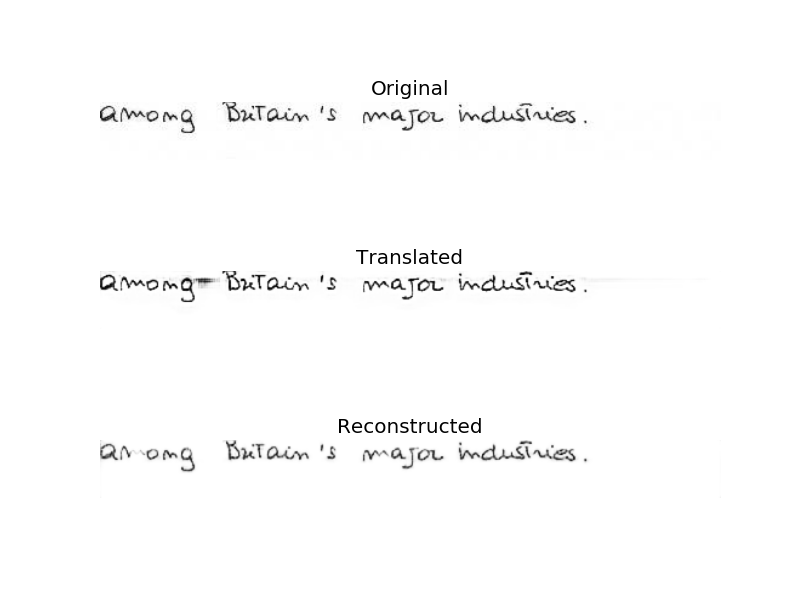 Original
among Britain's major industries.
Translated
among Britain's major industries.
Reconstructed
among Britain's major industries.